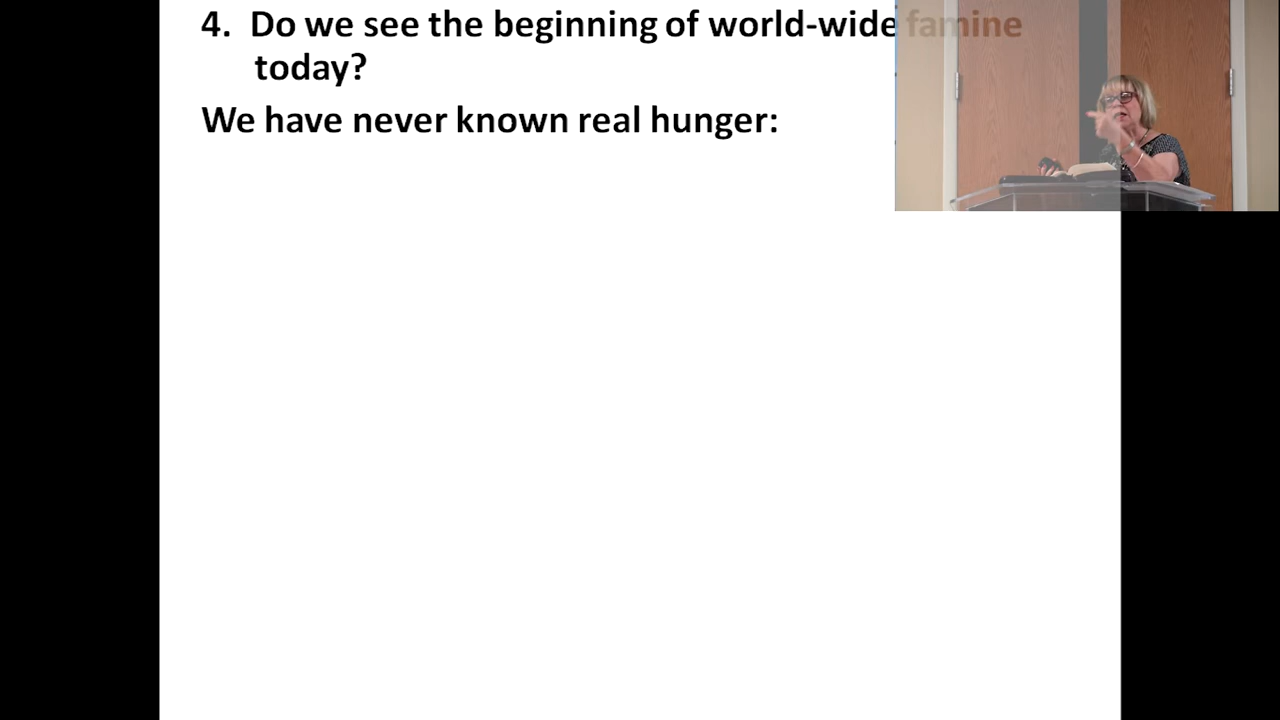 4. Do we see the beginning of world-wide famine
today?
We have never known real hunger: